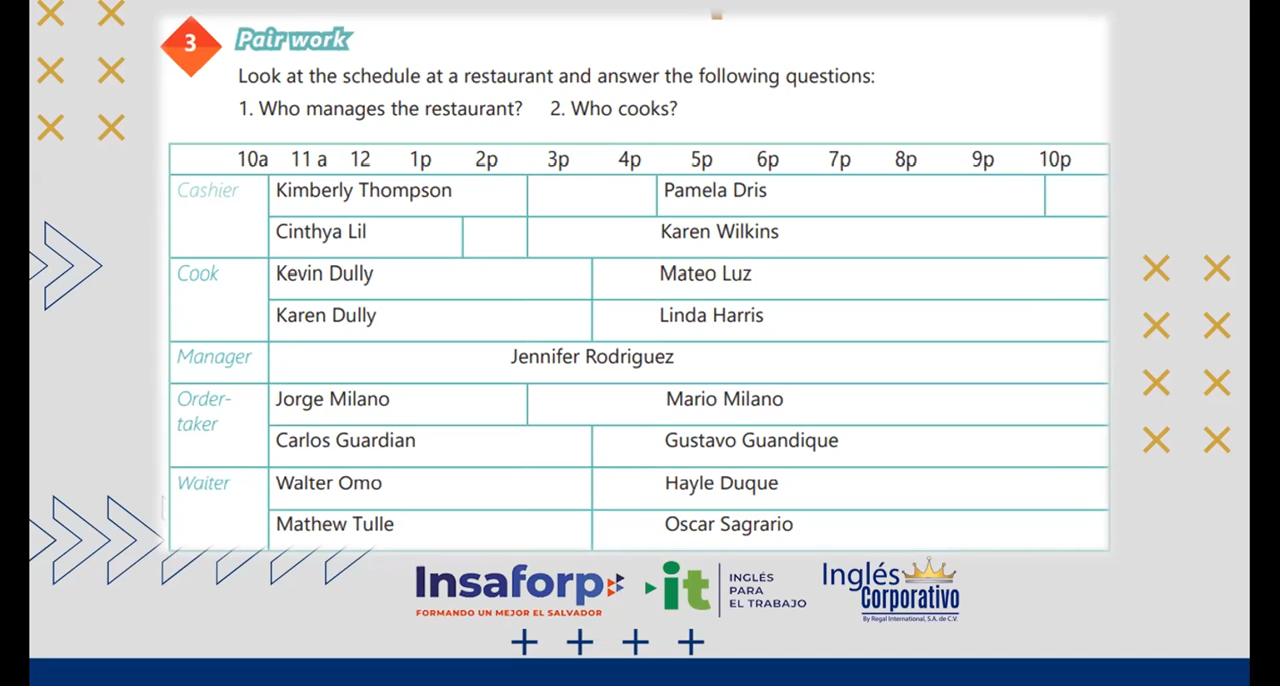 3 Pair work
Look at the schedule at a restaurant and answer the following questions:
1. Who manages the restaurant? 2. Who cooks?
10a 11 a 12 1p 2p 3p 4p 5p 6p 7p 8p 9p 10p
Cashier Kimberly Thompson Pamela Dris
Cinthya Lil Karen Wilkins
Cook Kevin Dully Mateo Luz
Karen Dully Linda Harris
Manager Jennifer Rodriguez
Order- Jorge Milano Mario Milano
taker
Carlos Guardian Gustavo Guandique
Waiter Walter Omo Hayle Duque
Mathew Tulle Oscar Sagrario
Insaforp
FORMANDO UN MEJOR EL SALVADOR
it
INGLÉS
PARA
EL TRABAJO
Inglés
Corporativo
By Regal International, S.A. de C.V.